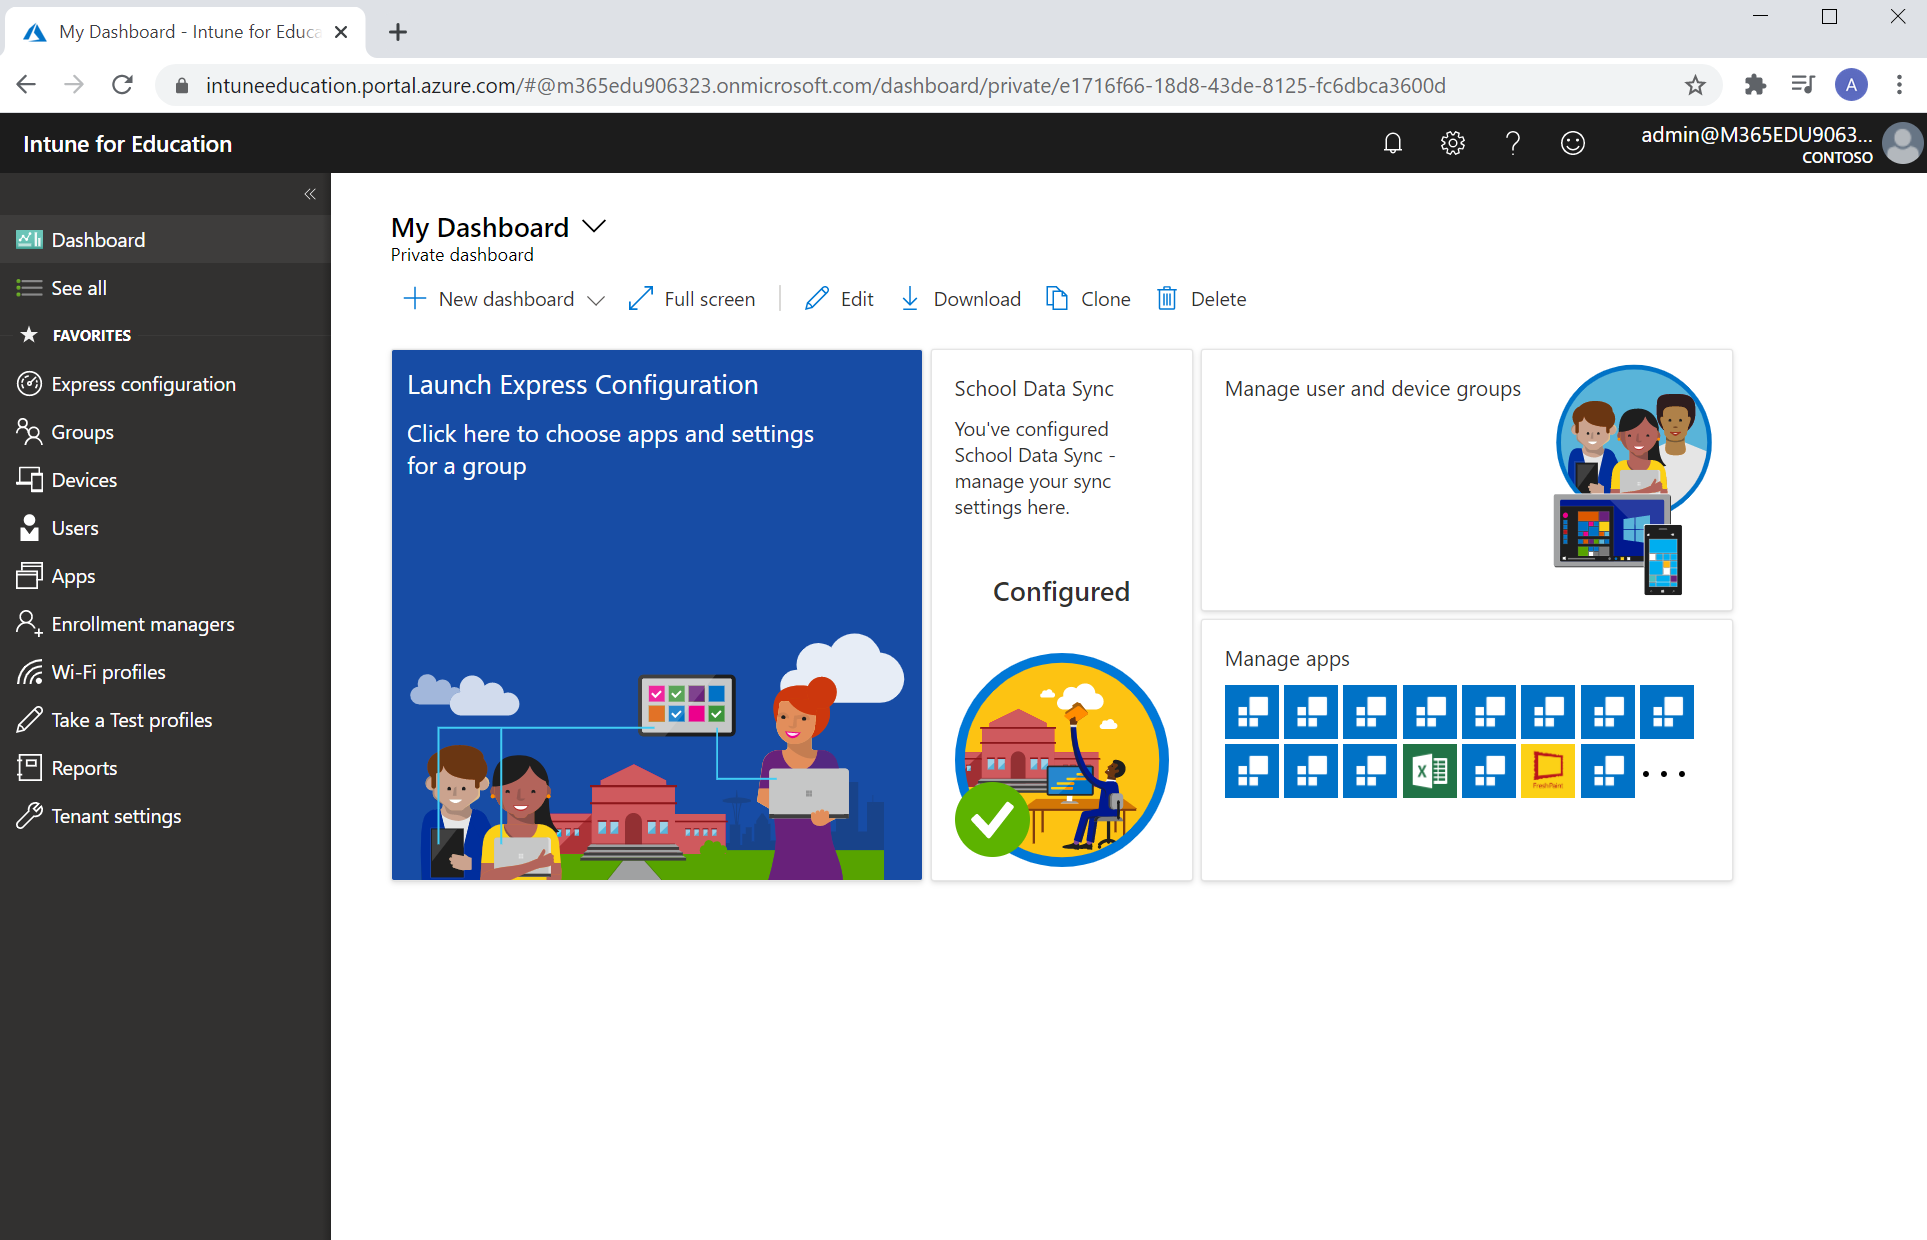 My Dashboard - Intune for Educa
intuneeducation.portal.azure.com/#@m365edu906323.onmicrosoft.com/dashboard/private/e1716f66-18d8-43de-8125-fc6dbca3600d
A
Intune for Education
admin@M365EDU9063...
CONTOSO
Dashboard
See all
FAVORITES
Express configuration
Groups
Devices
Users
Apps
Enrollment managers
Wi-Fi profiles
Take a Test profiles
Reports
Tenant settings
My Dashboard
Private dashboard
New dashboard
Full screen
Edit
Download
Clone
Delete
Launch Express Configuration
Click here to choose apps and settings
for a group
School Data Sync
You've configured
School Data Sync -
manage your sync
settings here.
Configured
Manage user and device groups
Manage apps
X
FreshPaint